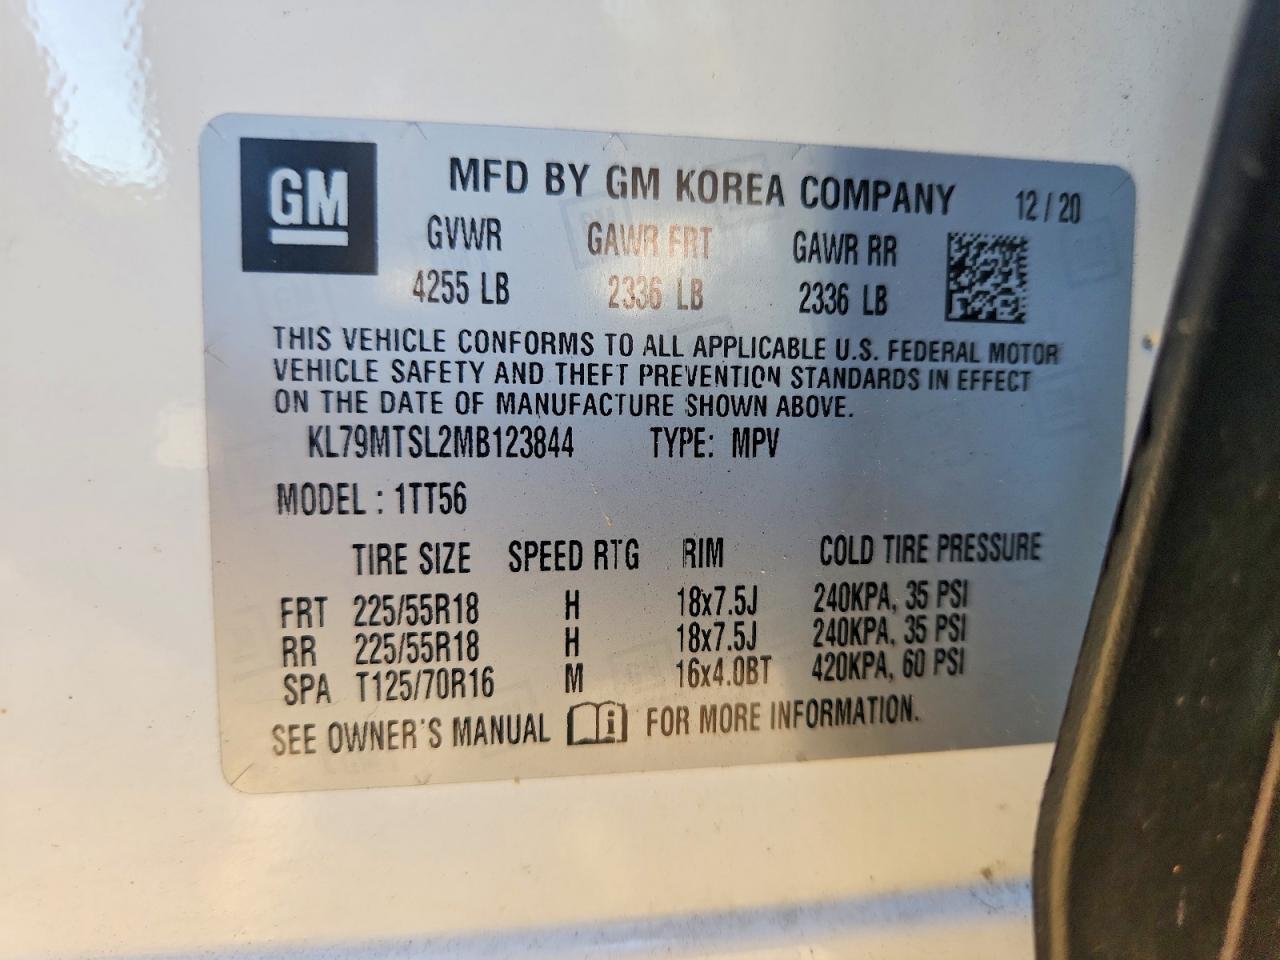 GM
MFD BY GM KOREA COMPANY 12/20
GVWR GAWR FRT GAWR RR
4255 LB 2336 LB 2336 LB
THIS VEHICLE CONFORMS TO ALL APPLICABLE U.S. FEDERAL MOTOR
VEHICLE SAFETY AND THEFT PREVENTION STANDARDS IN EFFECT
ON THE DATE OF MANUFACTURE SHOWN ABOVE.
KL79MTSL2MB123844 TYPE: MPV
MODEL : 1TT56
TIRE SIZE SPEED RTG RIM COLD TIRE PRESSURE
FRT 225/55R18 H 18x7.5J 240KPA, 35 PSI
RR 225/55R18 H 18x7.5J 240KPA, 35 PSI
SPA T125/70R16 M 16x4.0BT 420KPA, 60 PSI
SEE OWNER'S MANUAL i FOR MORE INFORMATION.